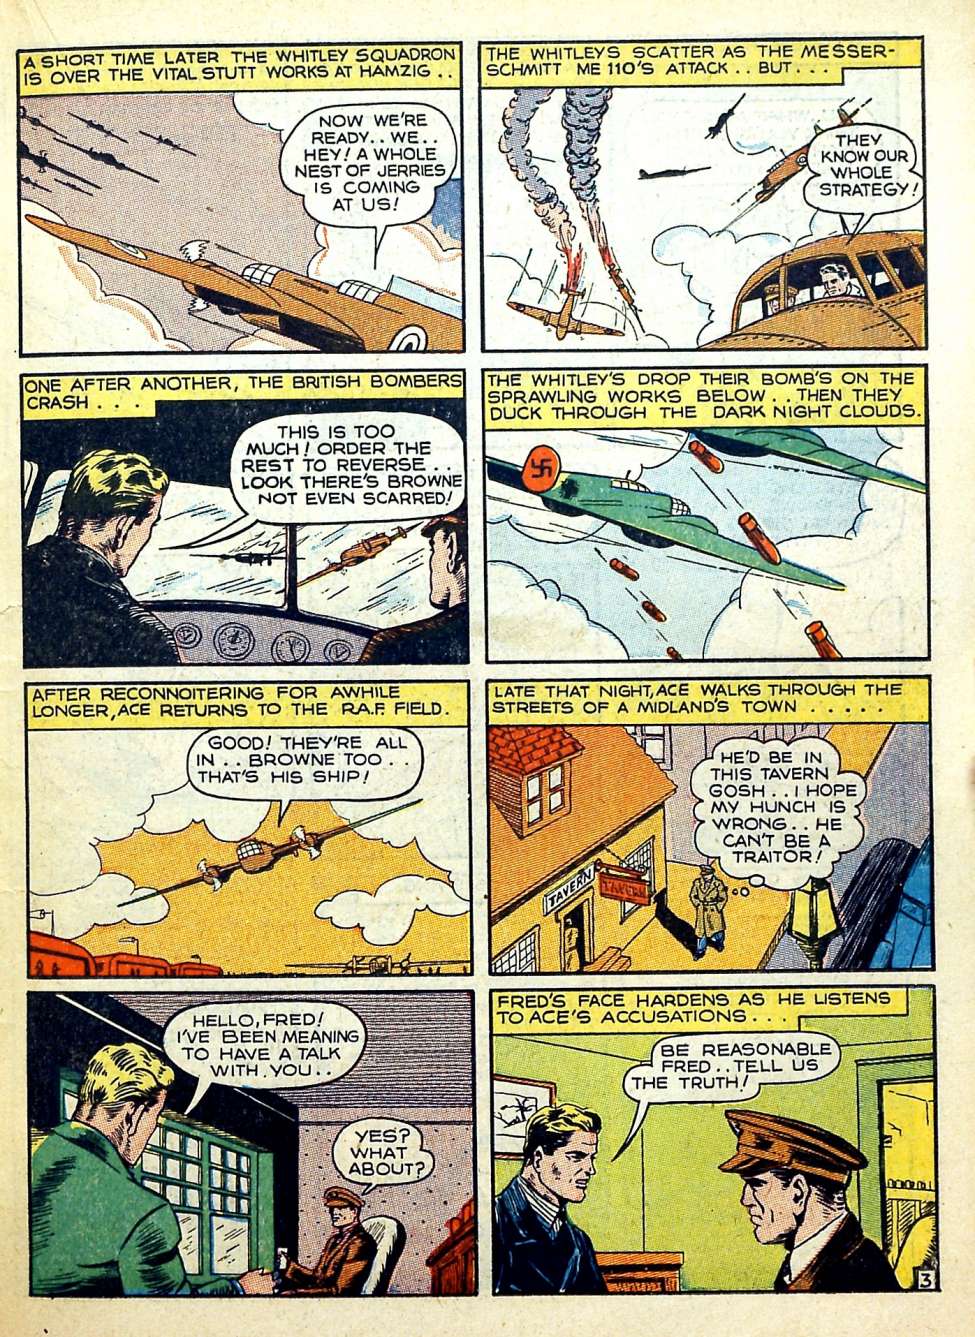 A SHORT TIME LATER THE WHITLEY SQUADRON
IS OVER THE VITAL STUTT WORKS AT HAMZIG . .
NOW WE'RE
READY.. WE..
HEY! A WHOLE
NEST OF JERRIES
IS COMING
AT US!
THE WHITLEYS SCATTER AS THE MESSER-
SCHMITT ME 110'S ATTACK . . BUT . . .
THEY
KNOW OUR
WHOLE
STRATEGY!
ONE AFTER ANOTHER, THE BRITISH BOMBERS
CRASH . . .
THIS IS TOO
MUCH! ORDER THE
REST TO REVERSE . .
LOOK THERE'S BROWNE
NOT EVEN SCARRED!
THE WHITLEY'S DROP THEIR BOMB'S ON THE
SPRAWLING WORKS BELOW . . THEN THEY
DUCK THROUGH THE DARK NIGHT CLOUDS.
AFTER RECONNOITERING FOR AWHILE
LONGER, ACE RETURNS TO THE R.A.F. FIELD.
GOOD! THEY'RE ALL
IN . . BROWNE TOO . .
THAT'S HIS SHIP!
LATE THAT NIGHT, ACE WALKS THROUGH THE
STREETS OF A MIDLAND'S TOWN . . . . .
HE'D BE IN
THIS TAVERN
GOSH . . I HOPE
MY HUNCH IS
WRONG . . HE
CAN'T BE A
TRAITOR!
TAVERN
TAVERN
HELLO, FRED!
I'VE BEEN MEANING
TO HAVE A TALK
WITH YOU . .
YES?
WHAT
ABOUT?
FRED'S FACE HARDENS AS HE LISTENS
TO ACE'S ACCUSATIONS . . .
BE REASONABLE
FRED . . TELL US
THE TRUTH!
3